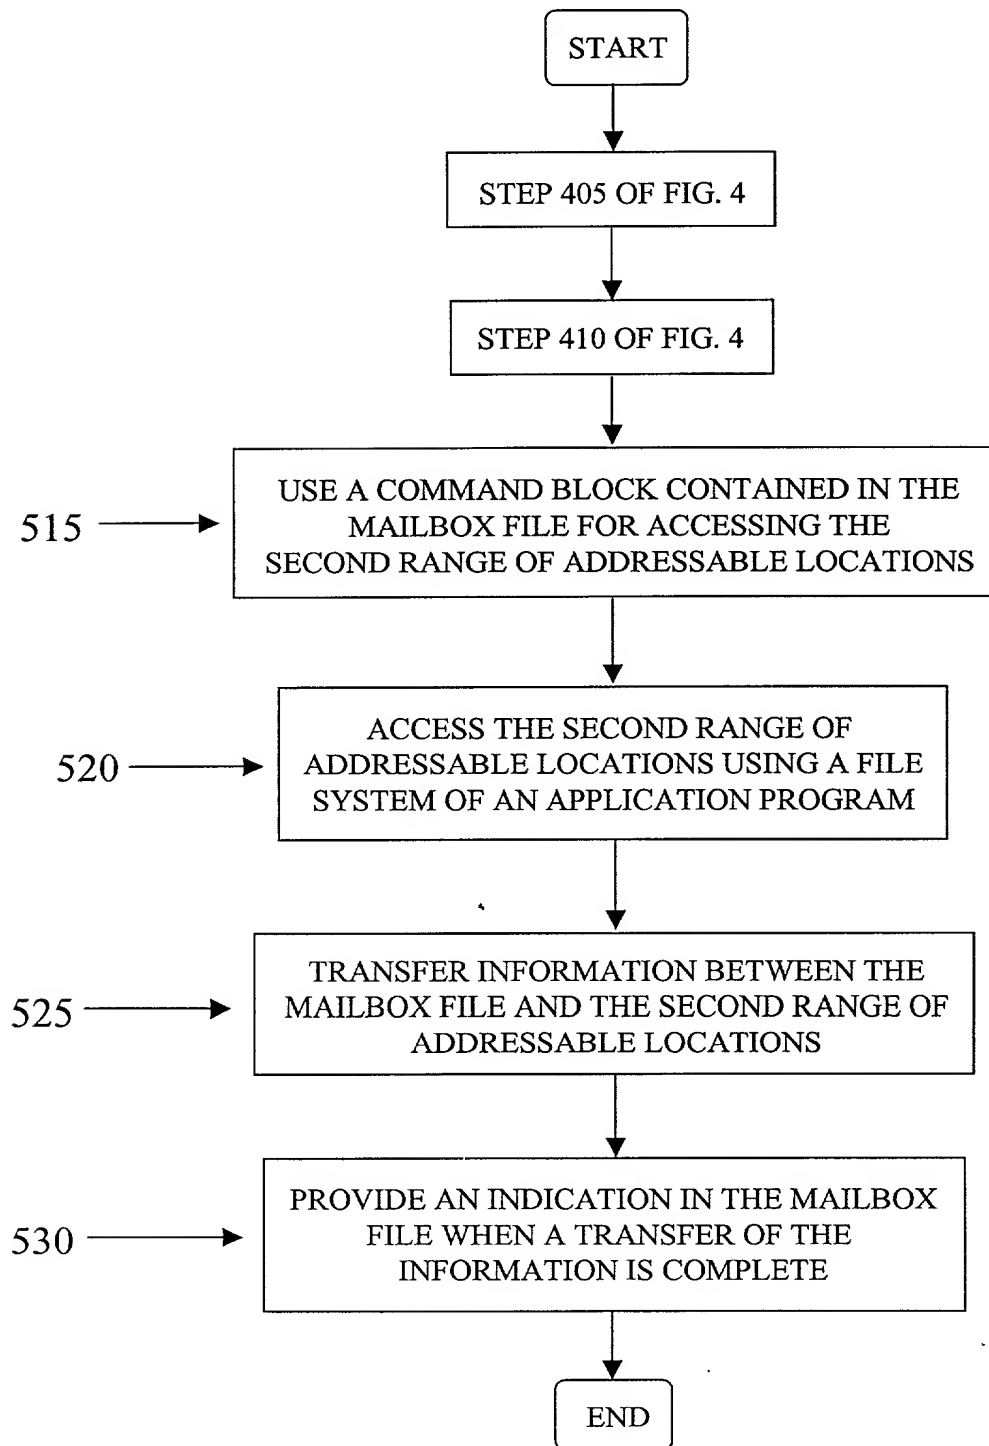 START
STEP 405 OF FIG. 4
STEP 410 OF FIG. 4
515
USE A COMMAND BLOCK CONTAINED IN THE
MAILBOX FILE FOR ACCESSING THE
SECOND RANGE OF ADDRESSABLE LOCATIONS
520
ACCESS THE SECOND RANGE OF
ADDRESSABLE LOCATIONS USING A FILE
SYSTEM OF AN APPLICATION PROGRAM
525
TRANSFER INFORMATION BETWEEN THE
MAILBOX FILE AND THE SECOND RANGE OF
ADDRESSABLE LOCATIONS
530
PROVIDE AN INDICATION IN THE MAILBOX
FILE WHEN A TRANSFER OF THE
INFORMATION IS COMPLETE
END